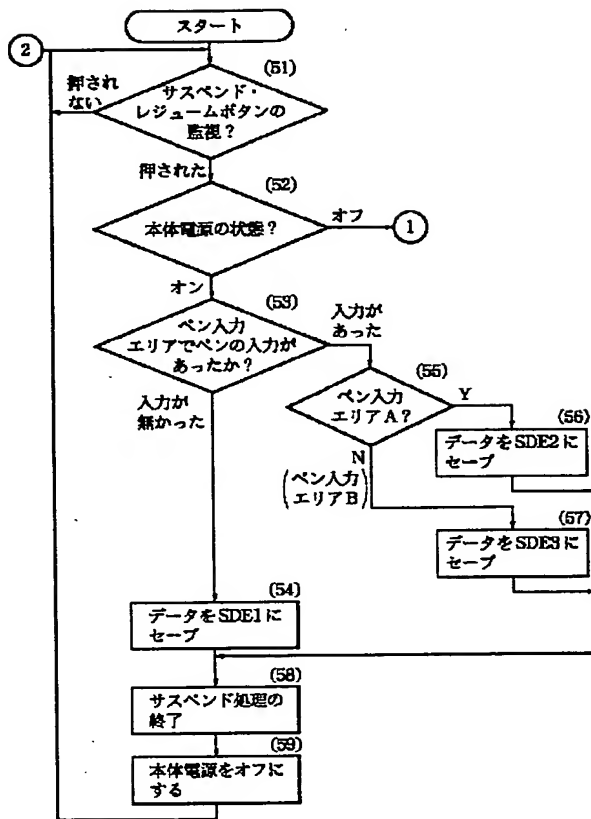 スタート
2
(51)
押され
ない
サスペンド・
レジュームボタンの
監視?
押された
(52)
本体電源の状態?
オフ
1
オン
(53)
ペン入力
エリアでペンの入力が
あったか?
入力が
あった
(55)
ペン入力
エリアA?
Y
(56)
データをSDE2に
セーブ
入力が
無かった
N
(ペン入力
エリアB)
(57)
データをSDE3に
セーブ
(54)
データをSDE1に
セーブ
(58)
サスペンド処理の
終了
(59)
本体電源をオフに
する